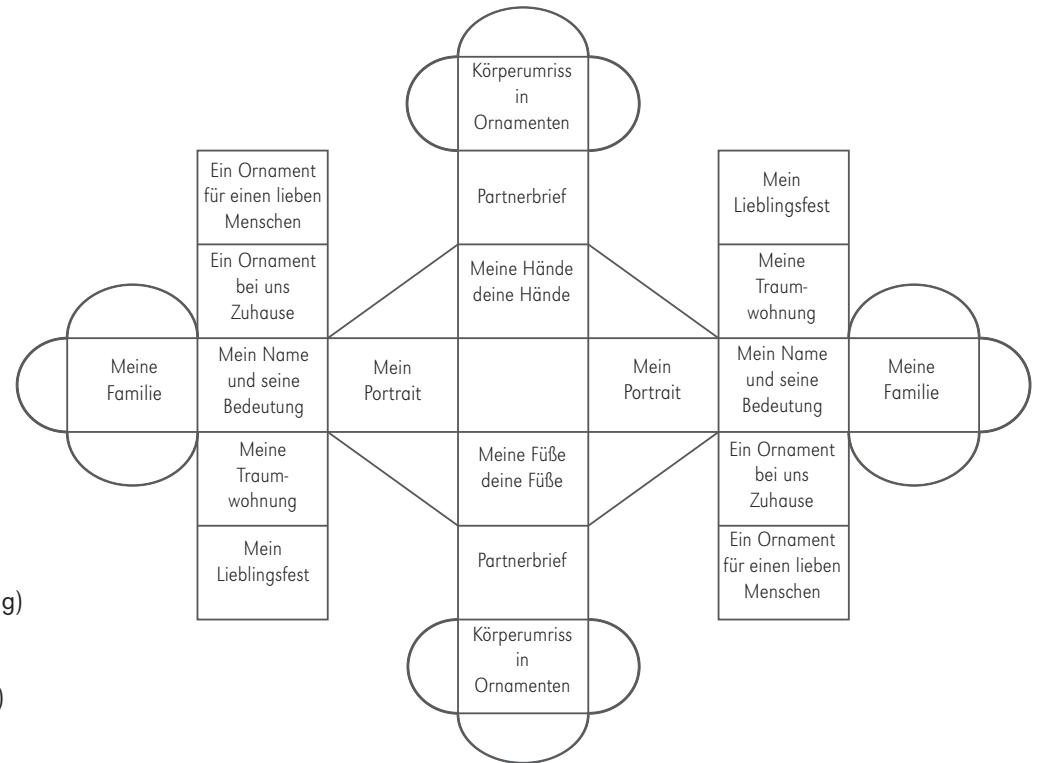 Körperumriss
in
Ornamenten
Ein Ornament
für einen lieben
Menschen
Partnerbrief
Mein
Lieblingsfest
Ein Ornament
bei uns
Zuhause
Meine Hände
deine Hände
Meine
Traum-
wohnung
Meine
Familie
Mein Name
und seine
Bedeutung
Mein
Portrait
Mein
Portrait
Mein Name
und seine
Bedeutung
Meine
Familie
Meine
Traum-
wohnung
Meine Füße
deine Füße
Ein Ornament
bei uns
Zuhause
Mein
Lieblingsfest
Partnerbrief
Ein Ornament
für einen lieben
Menschen
g)
Körperumriss
in
Ornamenten
)